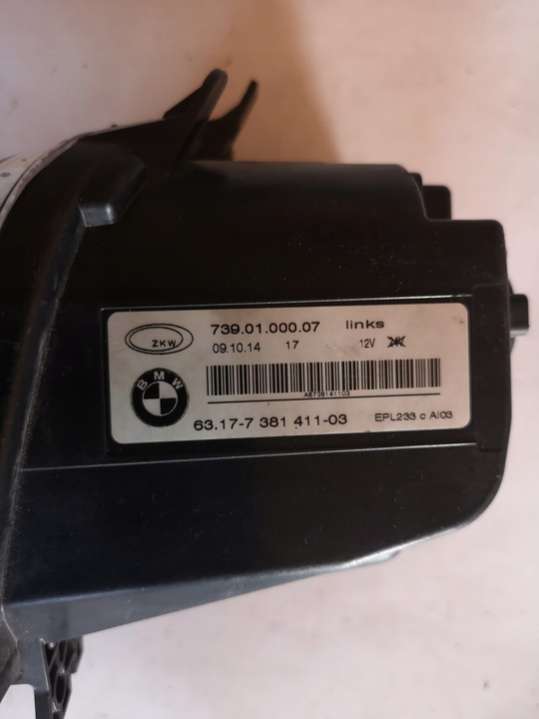 739.01.000.07 links
ZKW
09.10.14 17 12V
BMW
63.17-7 381 411-03 EPL233 c AI03